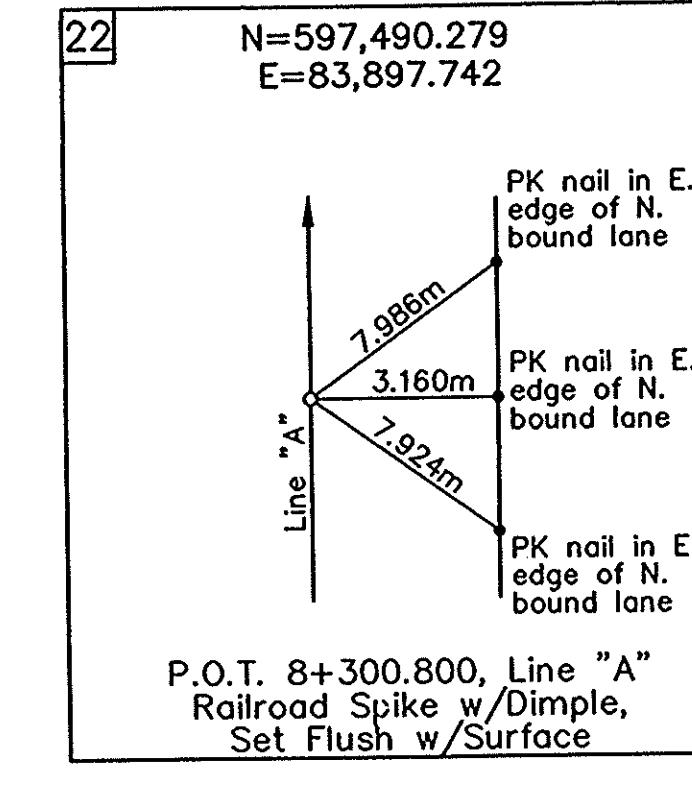 22
N=597,490.279
E=83,897.742
PK nail in E.
edge of N.
bound lane
7.986m
PK nail in E.
edge of N.
bound lane
3.160m
7.924m
Line "A"
PK nail in E
edge of N.
bound lane
P.O.T. 8+300.800, Line "A"
Railroad Spike w/Dimple,
Set Flush w/Surface